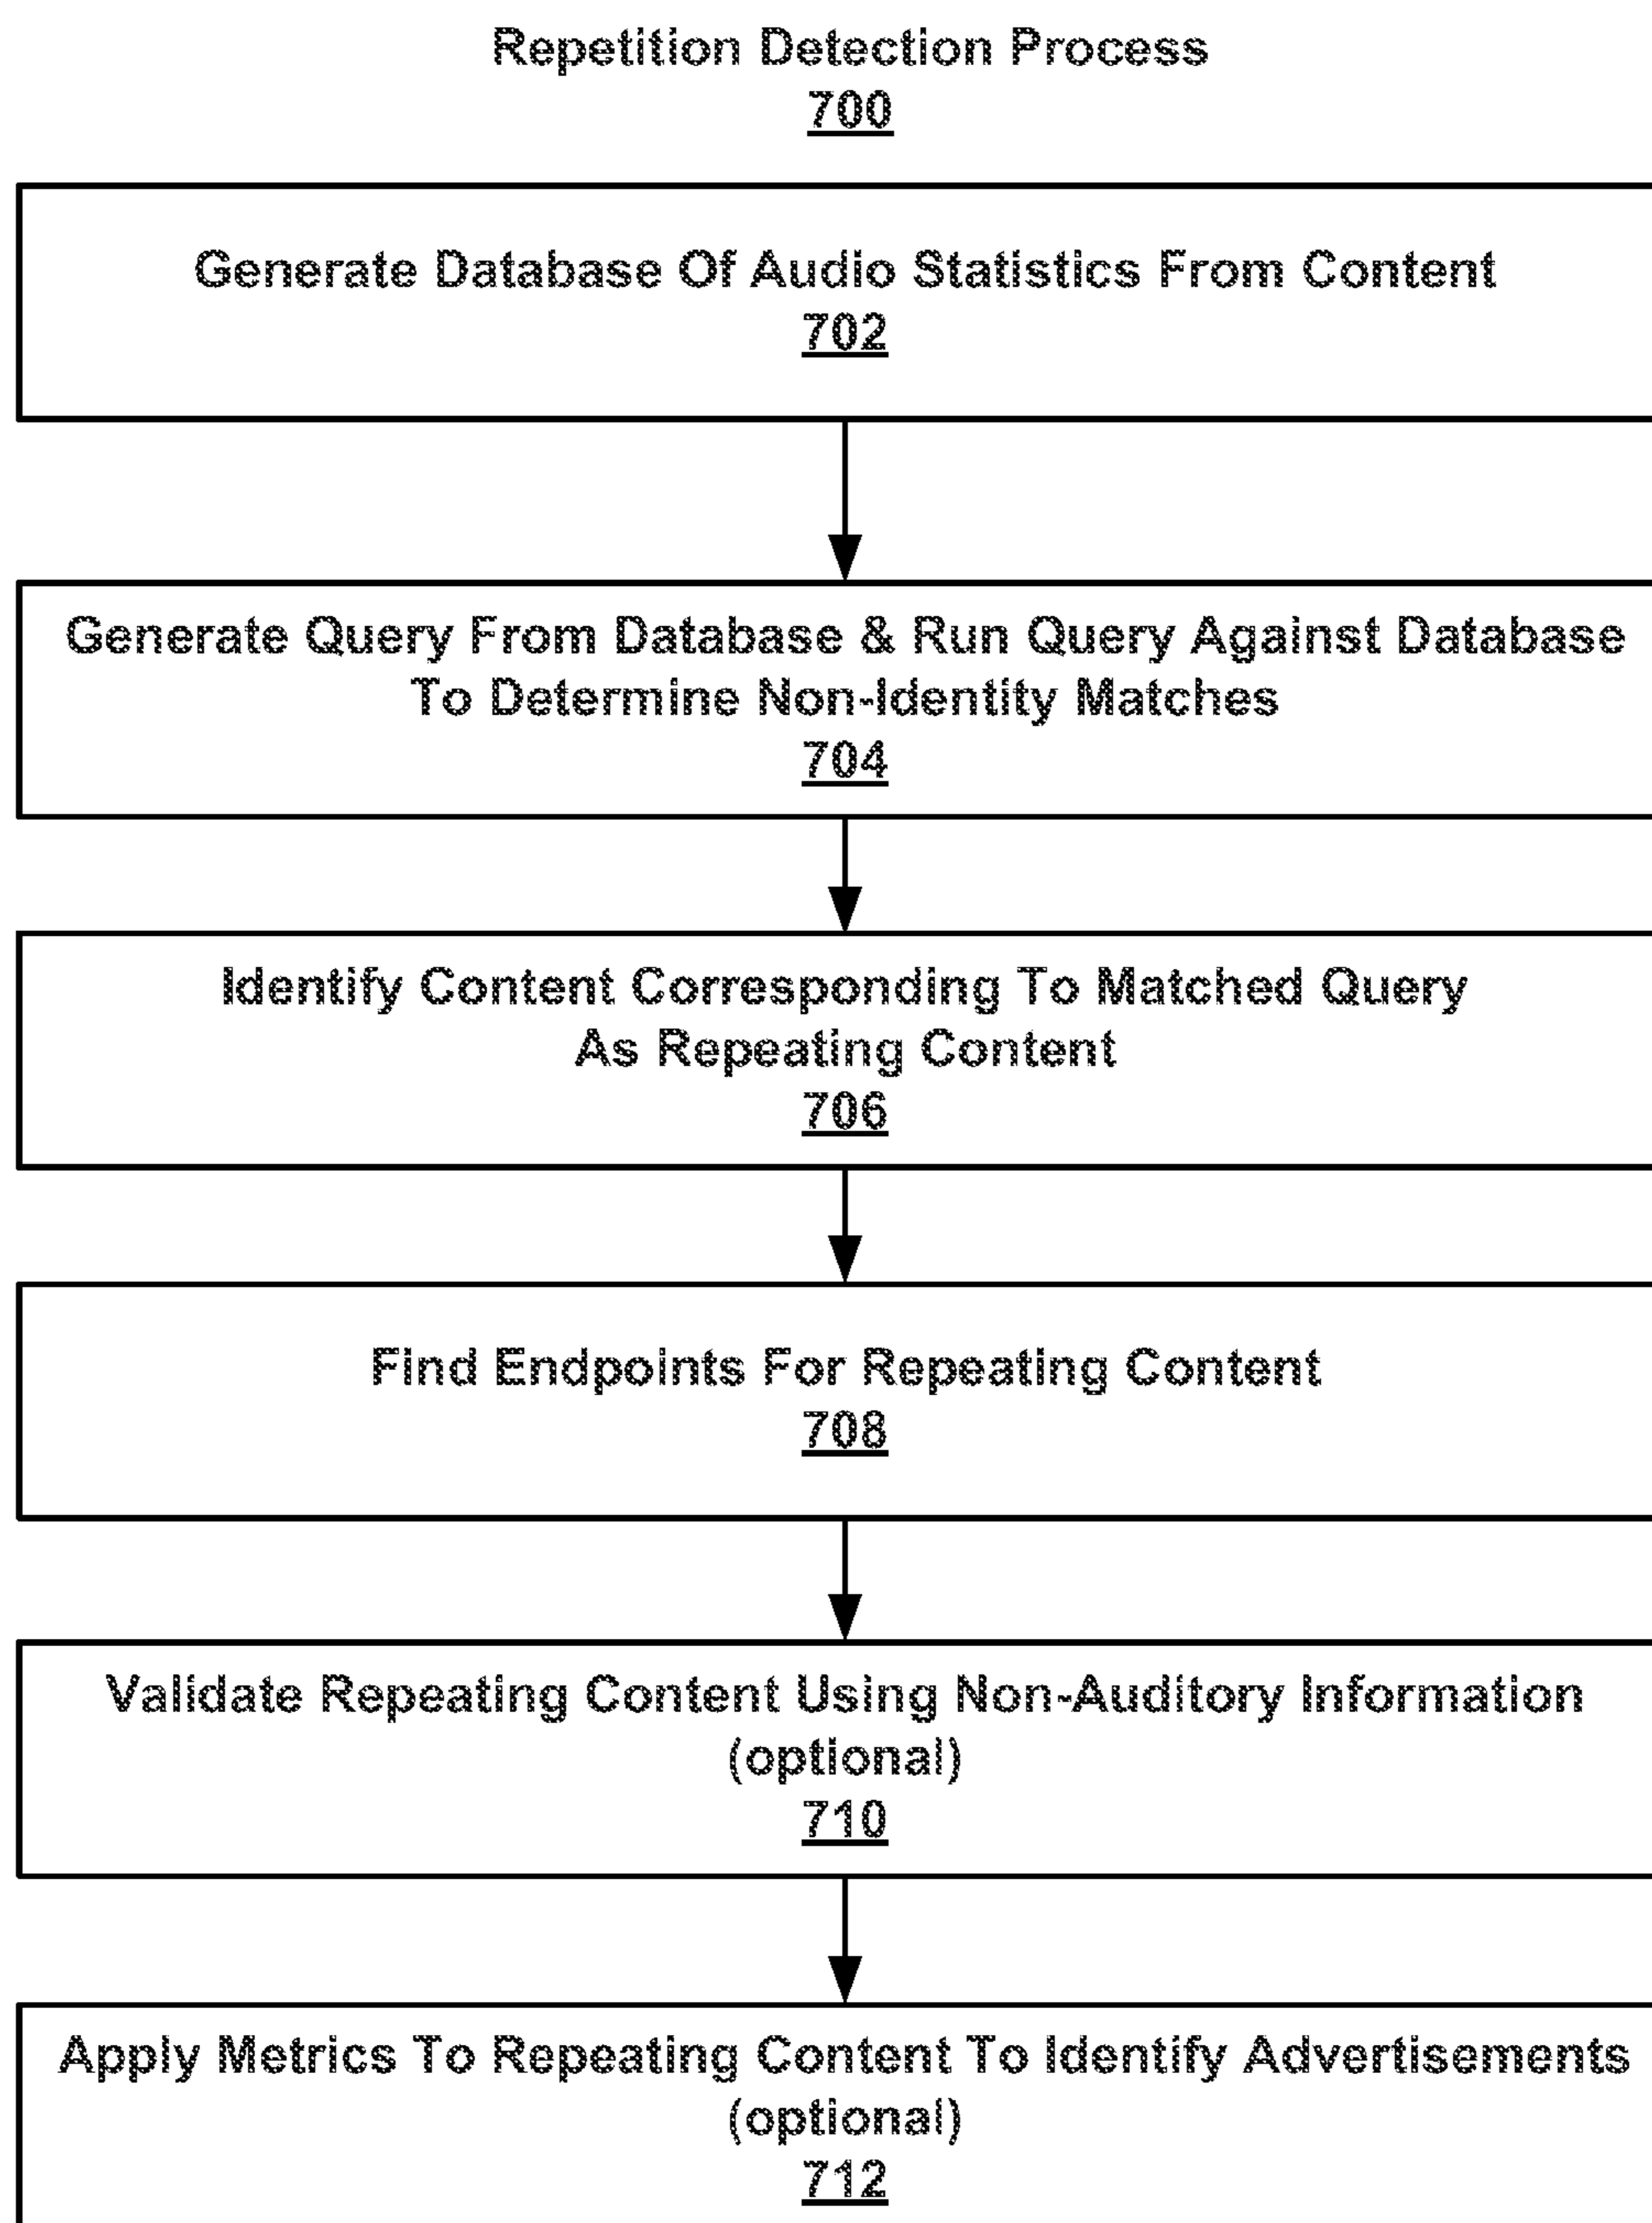 Repetition Detection Process
700
Generate Database Of Audio Statistics From Content
702
Generate Query From Database & Run Query Against Database
To Determine Non-Identity Matches
704
Identify Content Corresponding To Matched Query
As Repeating Content
706
Find Endpoints For Repeating Content
708
Validate Repeating Content Using Non-Auditory Information
(optional)
710
Apply Metrics To Repeating Content To Identify Advertisements
(optional)
712